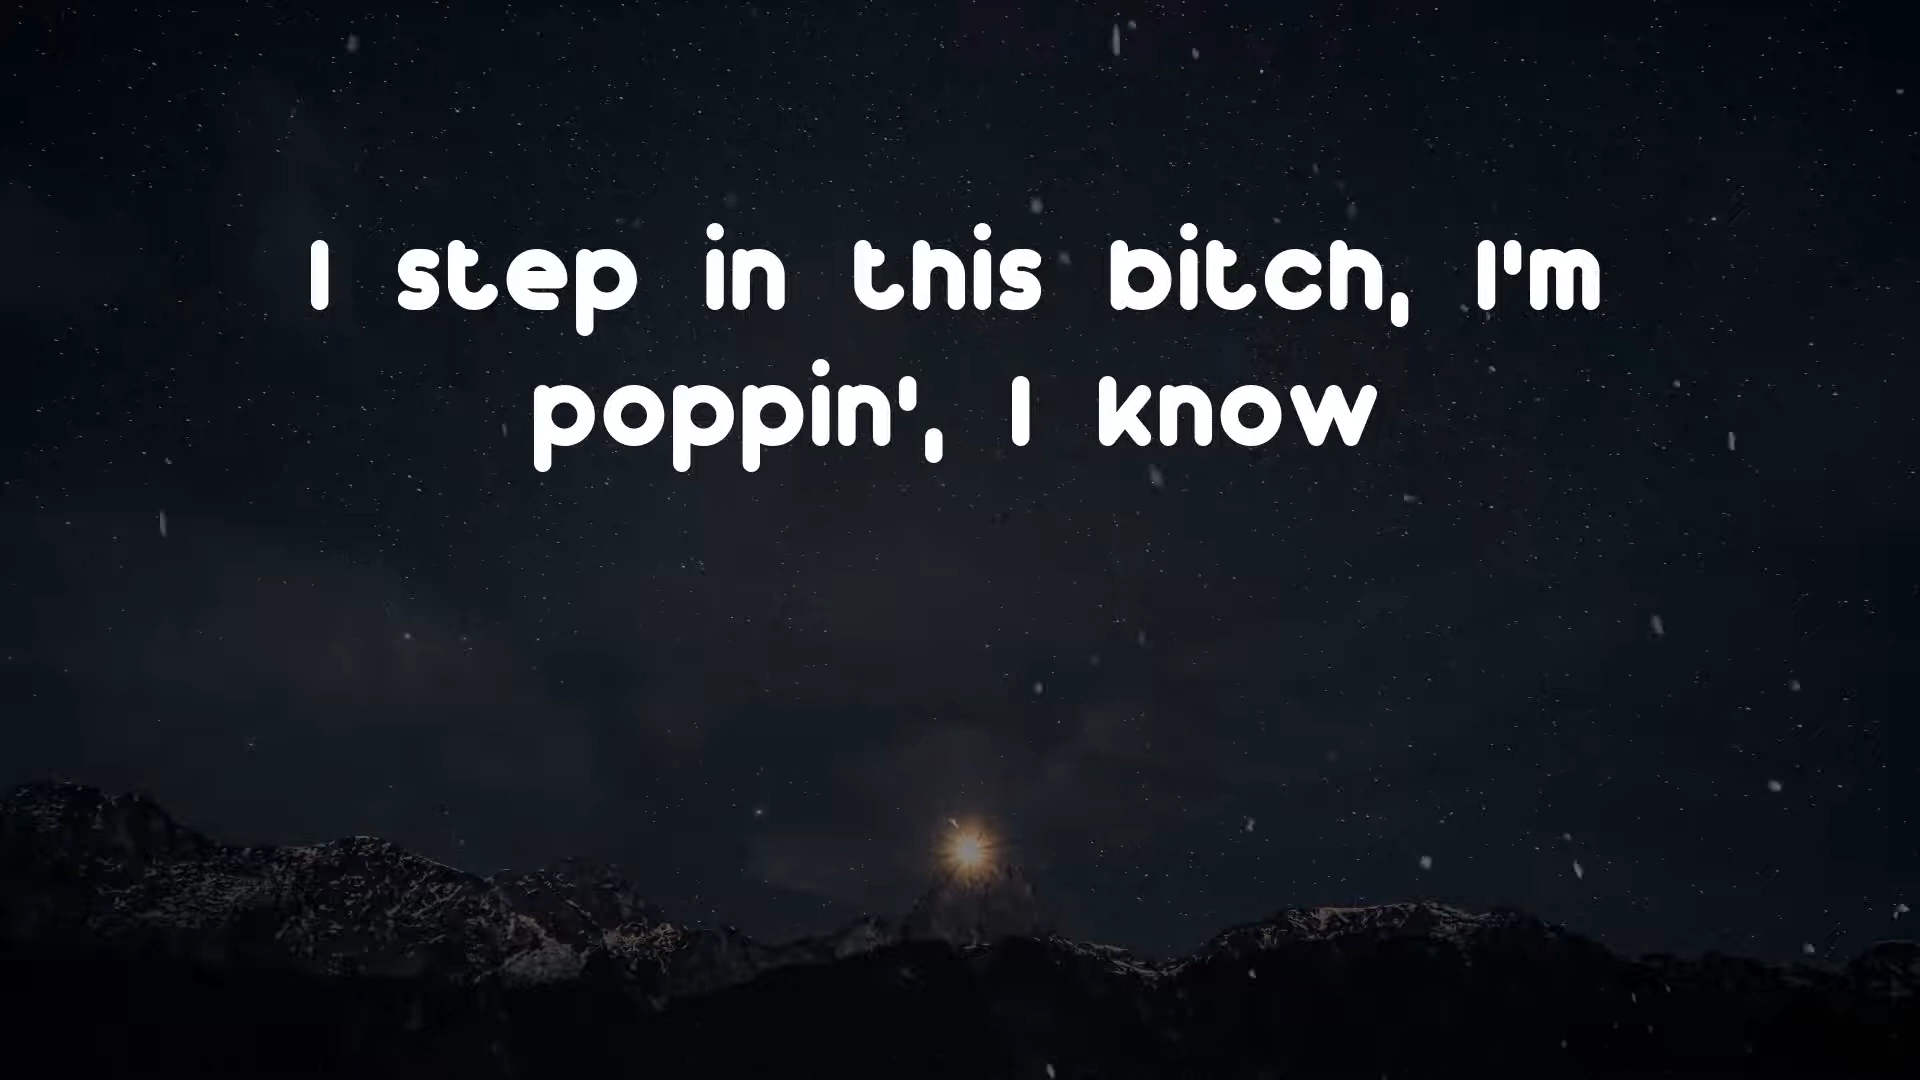 I step in this bitch, I'm
poppin', I know